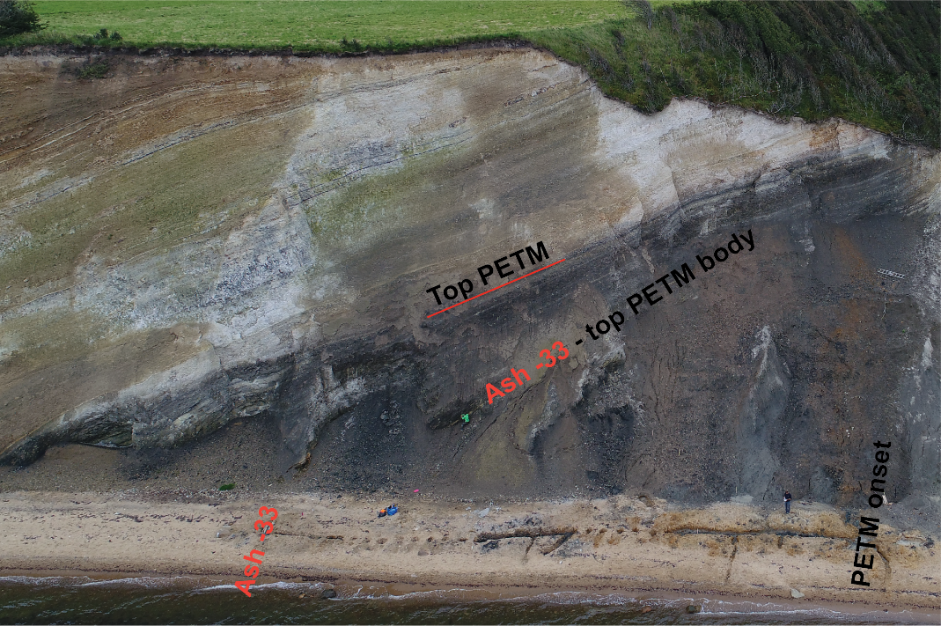 Top PETM
Ash -33 - top PETM body
Ash -33
PETM onset